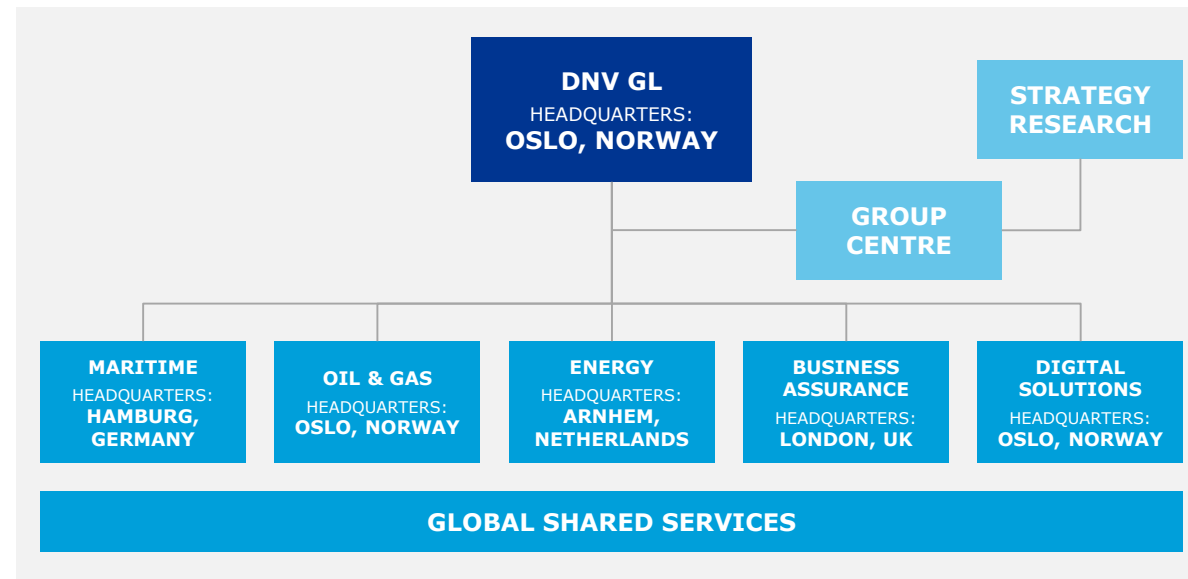 DNV GL
HEADQUARTERS:
OSLO, NORWAY
STRATEGY
RESEARCH
GROUP
CENTRE
MARITIME
HEADQUARTERS:
HAMBURG,
GERMANY
OIL & GAS
HEADQUARTERS:
OSLO, NORWAY
ENERGY
HEADQUARTERS:
ARNHEM,
NETHERLANDS
BUSINESS
ASSURANCE
HEADQUARTERS:
LONDON, UK
DIGITAL
SOLUTIONS
HEADQUARTERS:
OSLO, NORWAY
GLOBAL SHARED SERVICES